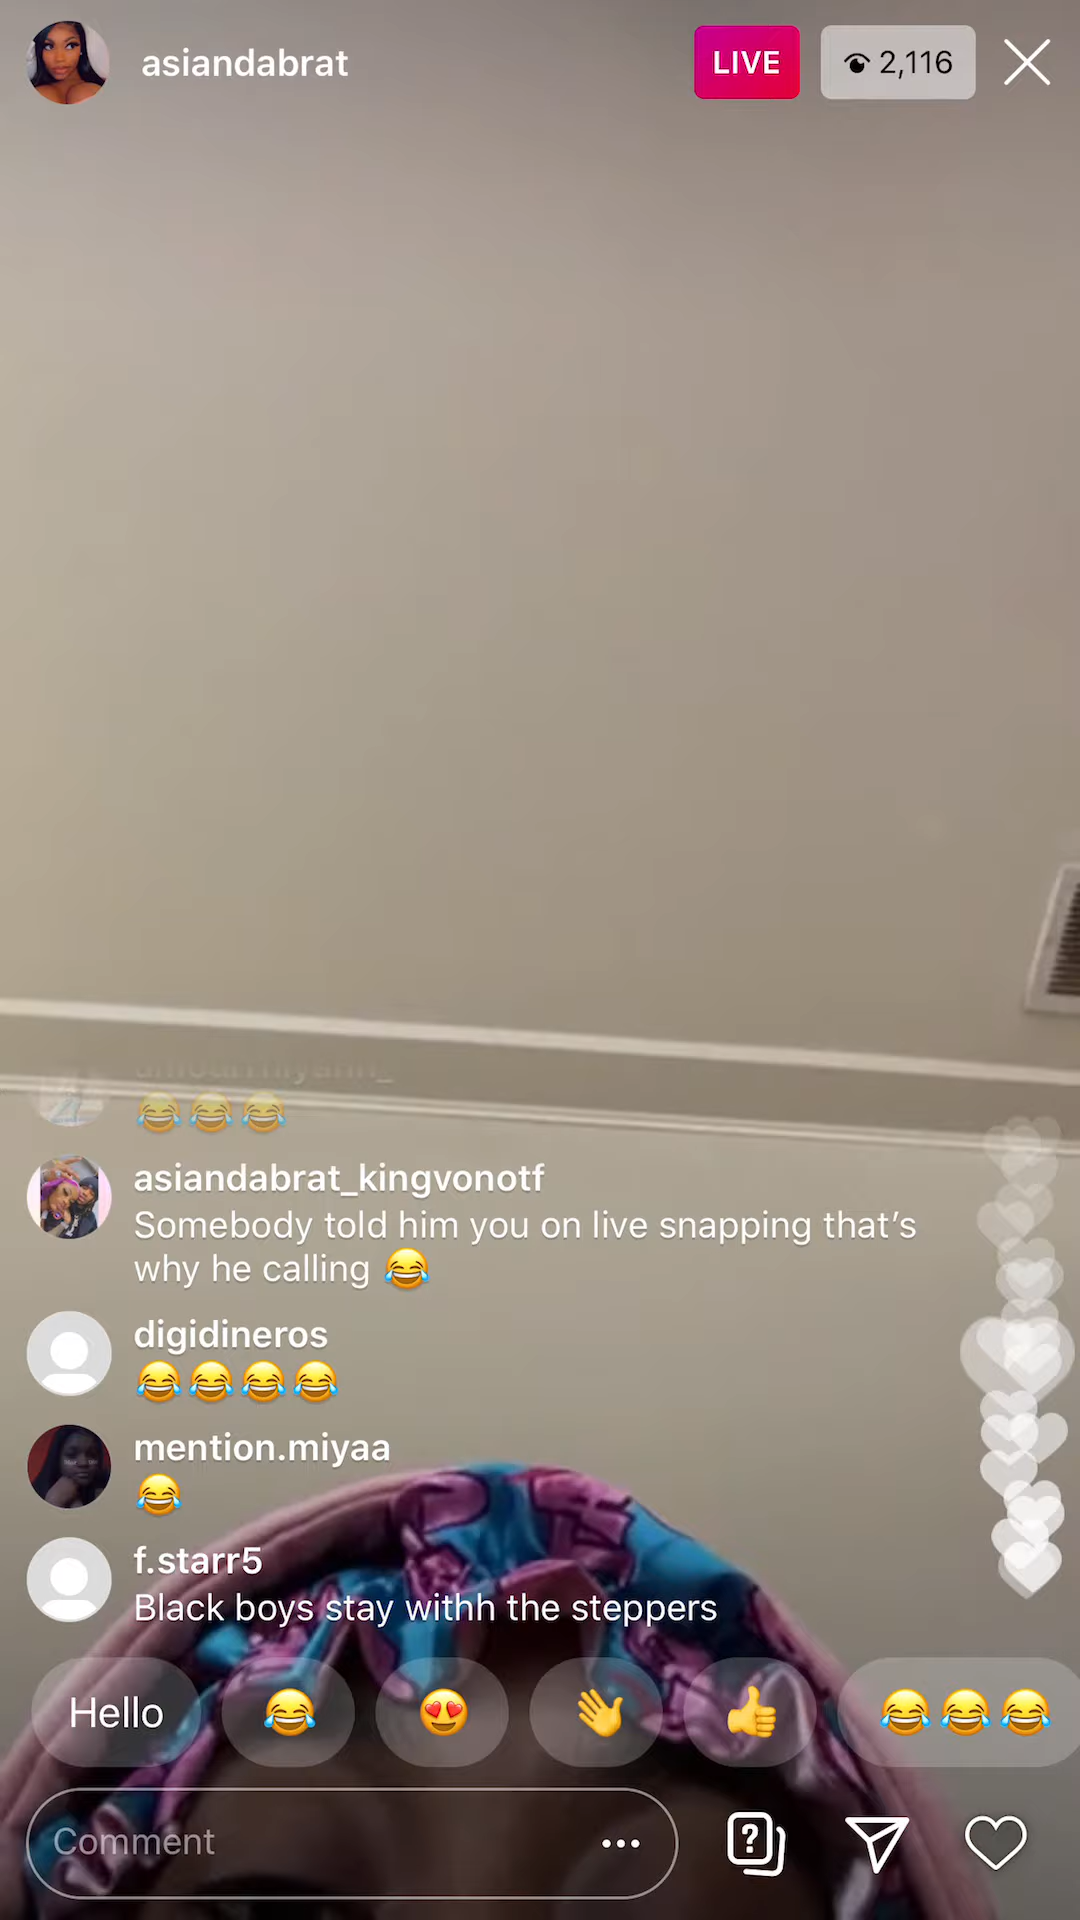 asiandabrat
LIVE
2,116
😂😂😂
asiandabrat_kingvonotf
Somebody told him you on live snapping that’s
why he calling 😂
digidineros
😂😂😂😂
mention.miyaa
😂
f.starr5
Black boys stay withh the steppers
Hello 😂 😍 👋 👍 😂😂😂
Comment